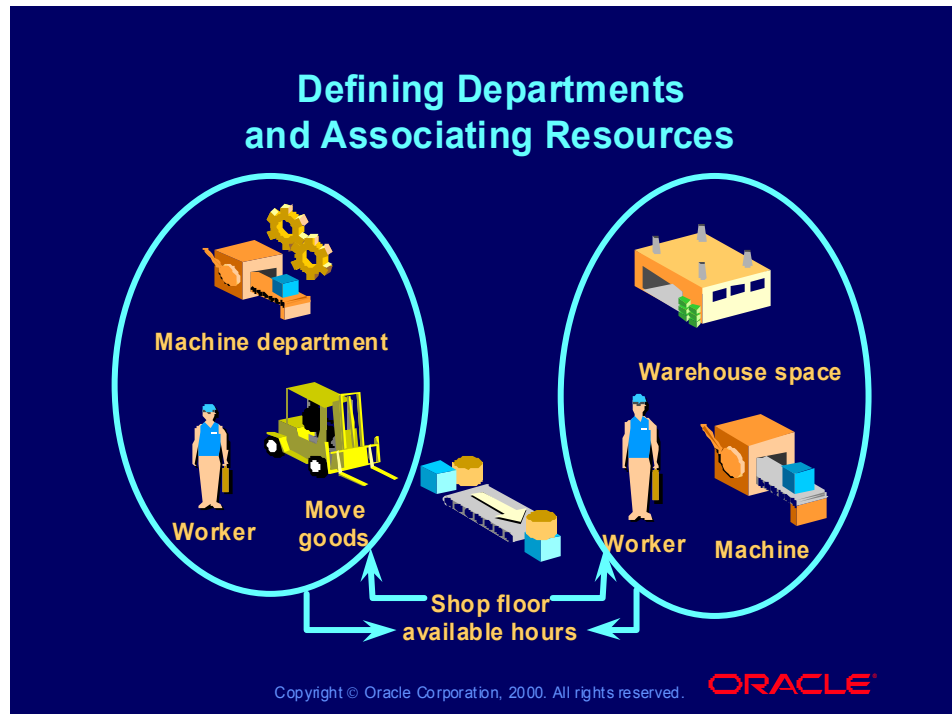 Defining Departments
and Associating Resources
Machine department
Warehouse space
Worker
Move
goods
Worker
Machine
Shop floor
available hours
Copyright © Oracle Corporation, 2000. All rights reserved.
ORACLE®